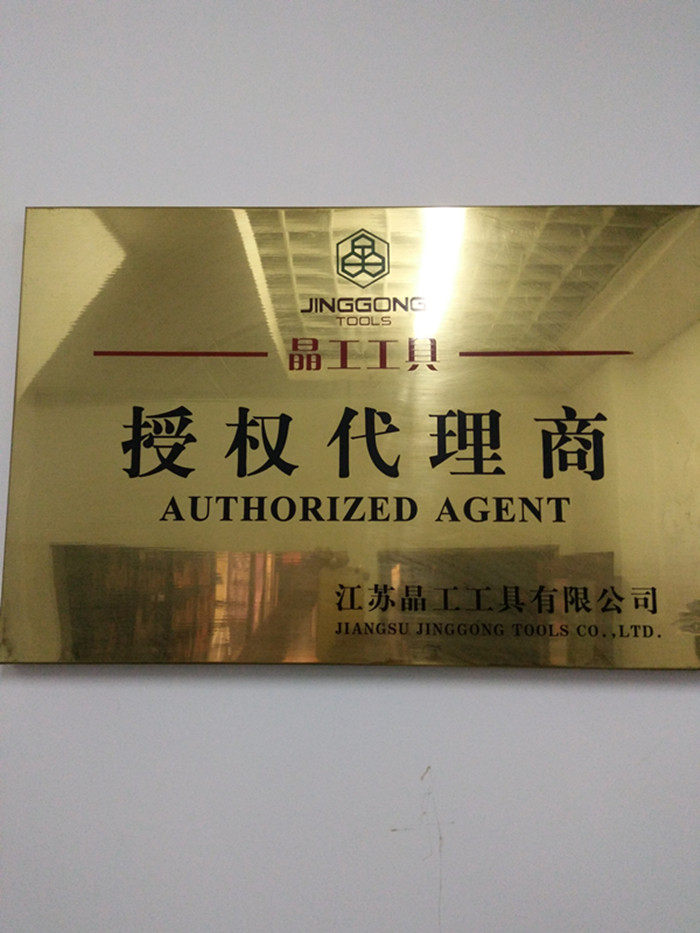 JINGGONG
TOOLS
晶工工具
授权代理商
AUTHORIZED AGENT
江苏晶工工具有限公司
JIANGSU JINGGONG TOOLS CO.,LTD.